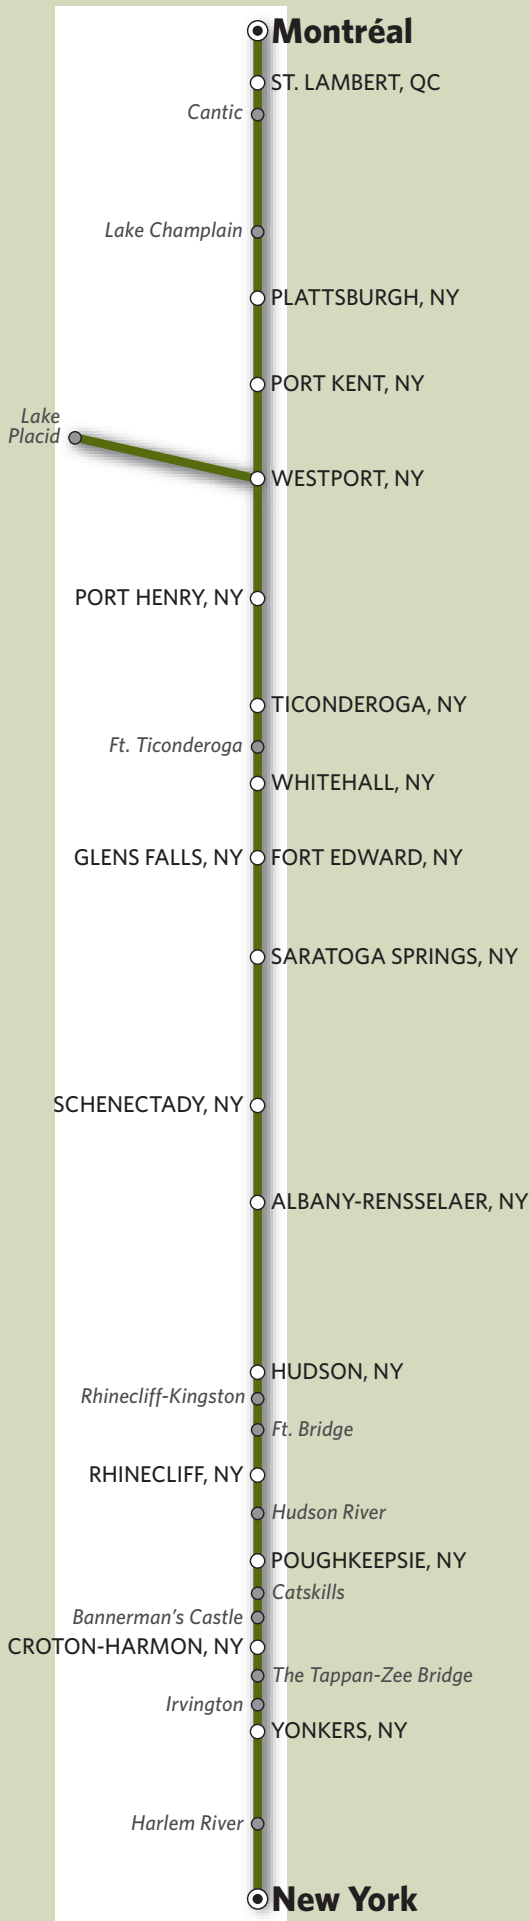 Montréal
ST. LAMBERT, QC
Cantic
Lake Champlain
PLATTSBURGH, NY
PORT KENT, NY
Lake
Placid
WESTPORT, NY
PORT HENRY, NY
TICONDEROGA, NY
Ft. Ticonderoga
WHITEHALL, NY
GLENS FALLS, NY FORT EDWARD, NY
SARATOGA SPRINGS, NY
SCHENECTADY, NY
ALBANY-RENSSELAER, NY
HUDSON, NY
Rhinecliff-Kingston
Ft. Bridge
RHINECLIFF, NY
Hudson River
POUGHKEEPSIE, NY
Catskills
Bannerman's Castle
CROTON-HARMON, NY
The Tappan-Zee Bridge
Irvington
YONKERS, NY
Harlem River
New York